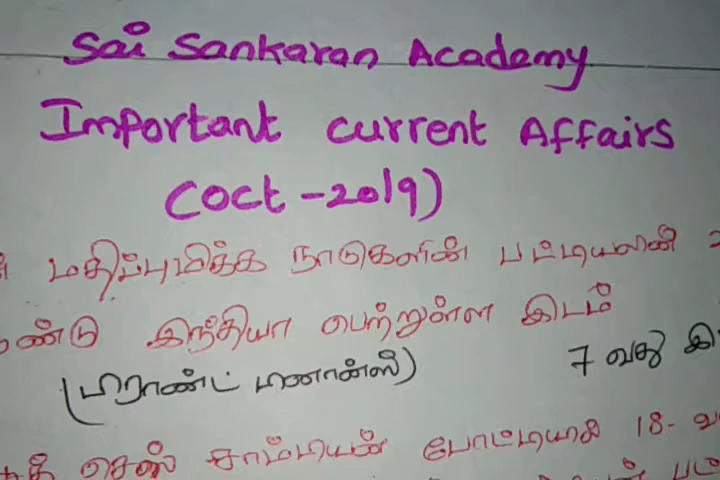 Sai Sankaran Academy
Important current Affairs
(OCT - 2019)
மதிப்புமிக்க நாடுகளின் பட்டியலில்
இந்தியா பெற்றுள்ள இடம்
(பிராண்ட் பினான்ஸ்) 7 வது
செஸ் சாம்பியன் போட்டியில் 18-